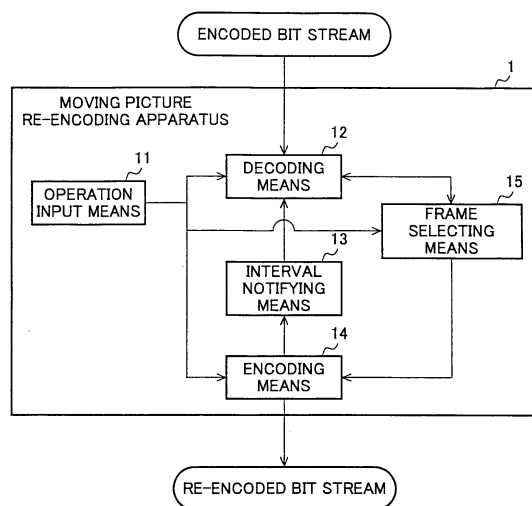 ENCODED BIT STREAM
1
MOVING PICTURE
RE-ENCODING APPARATUS
11
OPERATION
INPUT MEANS
12
DECODING
MEANS
15
FRAME
SELECTING
MEANS
13
INTERVAL
NOTIFYING
MEANS
14
ENCODING
MEANS
RE-ENCODED BIT STREAM